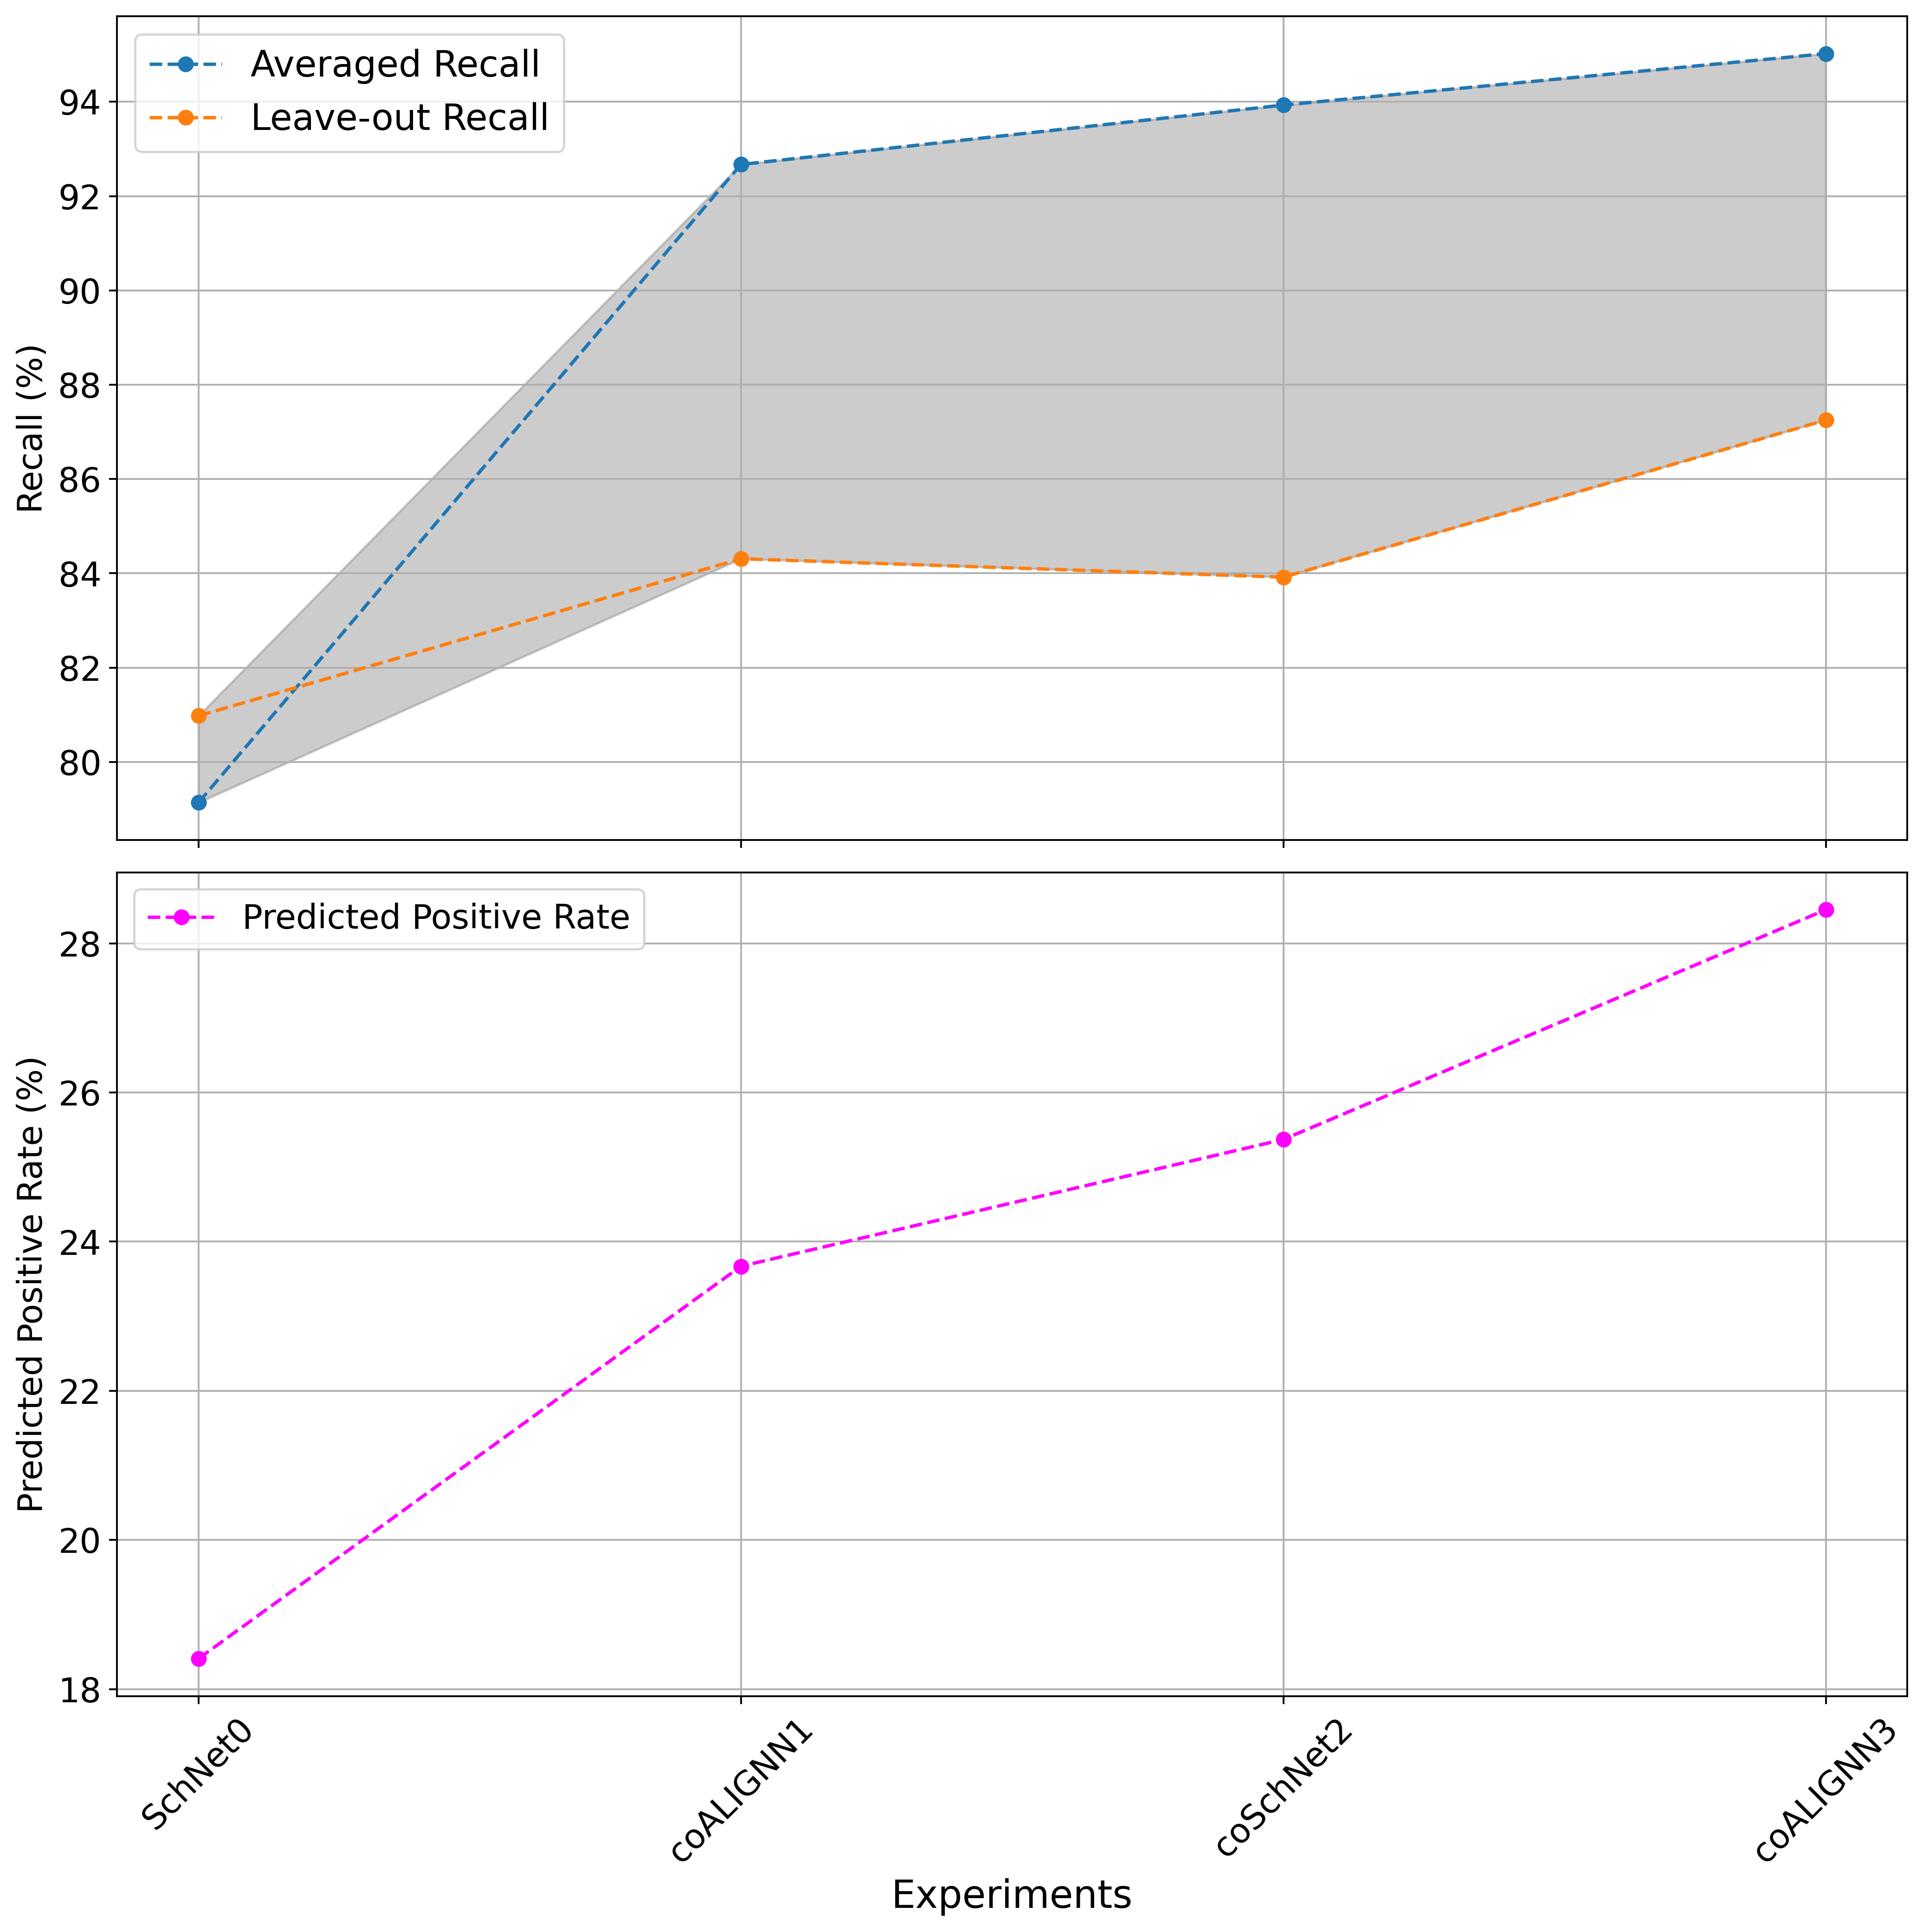 Averaged Recall
Leave-out Recall
94
92
90
88
86
84
82
80
Recall (%)
Predicted Positive Rate
28
26
24
22
20
18
Predicted Positive Rate (%)
SchNet0
coALIGNN1
coSchNet2
coALIGNN3
Experiments